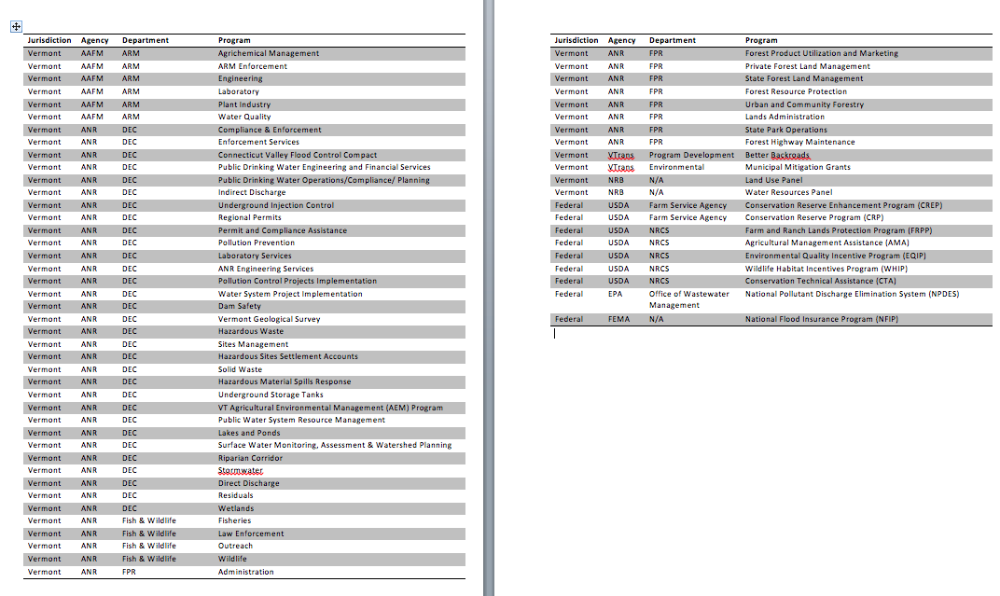 Jurisdiction Agency Department Program
Vermont AAFM ARM Agrichemical Management
Vermont AAFM ARM ARM Enforcement
Vermont AAFM ARM Engineering
Vermont AAFM ARM Laboratory
Vermont AAFM ARM Plant Industry
Vermont AAFM ARM Water Quality
Vermont ANR DEC Compliance & Enforcement
Vermont ANR DEC Enforcement Services
Vermont ANR DEC Connecticut Valley Flood Control Compact
Vermont ANR DEC Public Drinking Water Engineering and Financial Services
Vermont ANR DEC Public Drinking Water Operations/Compliance/ Planning
Vermont ANR DEC Indirect Discharge
Vermont ANR DEC Underground Injection Control
Vermont ANR DEC Regional Permits
Vermont ANR DEC Permit and Compliance Assistance
Vermont ANR DEC Pollution Prevention
Vermont ANR DEC Laboratory Services
Vermont ANR DEC ANR Engineering Services
Vermont ANR DEC Pollution Control Projects Implementation
Vermont ANR DEC Water System Project Implementation
Vermont ANR DEC Dam Safety
Vermont ANR DEC Vermont Geological Survey
Vermont ANR DEC Hazardous Waste
Vermont ANR DEC Sites Management
Vermont ANR DEC Hazardous Sites Settlement Accounts
Vermont ANR DEC Solid Waste
Vermont ANR DEC Hazardous Material Spills Response
Vermont ANR DEC Underground Storage Tanks
Vermont ANR DEC VT Agricultural Environmental Management (AEM) Program
Vermont ANR DEC Public Water System Resource Management
Vermont ANR DEC Lakes and Ponds
Vermont ANR DEC Surface Water Monitoring, Assessment & Watershed Planning
Vermont ANR DEC Riparian Corridor
Vermont ANR DEC Stormwater
Vermont ANR DEC Direct Discharge
Vermont ANR DEC Residuals
Vermont ANR DEC Wetlands
Vermont ANR Fish & Wildlife Fisheries
Vermont ANR Fish & Wildlife Law Enforcement
Vermont ANR Fish & Wildlife Outreach
Vermont ANR Fish & Wildlife Wildlife
Vermont ANR FPR Administration
Jurisdiction Agency Department Program
Vermont ANR FPR Forest Product Utilization and Marketing
Vermont ANR FPR Private Forest Land Management
Vermont ANR FPR State Forest Land Management
Vermont ANR FPR Forest Resource Protection
Vermont ANR FPR Urban and Community Forestry
Vermont ANR FPR Lands Administration
Vermont ANR FPR State Park Operations
Vermont ANR FPR Forest Highway Maintenance
Vermont VTrans Program Development Better Backroads
Vermont VTrans Environmental Municipal Mitigation Grants
Vermont NRB N/A Land Use Panel
Vermont NRB N/A Water Resources Panel
Federal USDA Farm Service Agency Conservation Reserve Enhancement Program (CREP)
Federal USDA Farm Service Agency Conservation Reserve Program (CRP)
Federal USDA NRCS Farm and Ranch Lands Protection Program (FRPP)
Federal USDA NRCS Agricultural Management Assistance (AMA)
Federal USDA NRCS Environmental Quality Incentive Program (EQIP)
Federal USDA NRCS Wildlife Habitat Incentives Program (WHIP)
Federal USDA NRCS Conservation Technical Assistance (CTA)
Federal EPA Office of Wastewater National Pollutant Discharge Elimination System (NPDES)
Management
Federal FEMA N/A National Flood Insurance Program (NFIP)